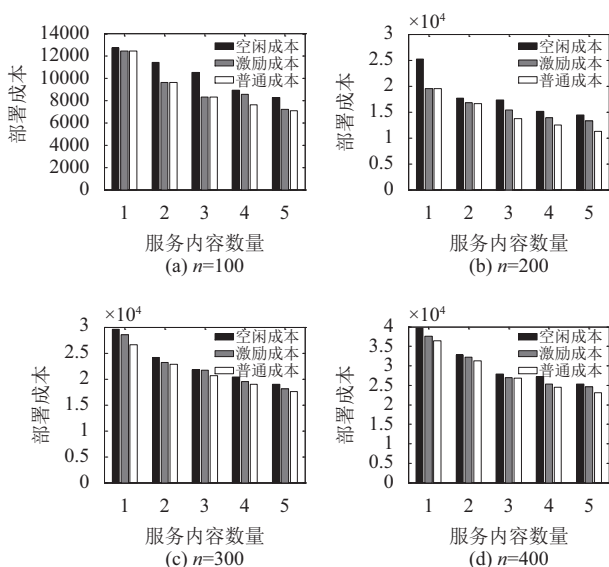 部署成本
14000
12000
10000
8000
6000
4000
2000
0
空闲成本
激励成本
普通成本
1 2 3 4 5
服务内容数量
(a) n=100
×10⁴
部署成本
3
2.5
2
1.5
1
0.5
0
空闲成本
激励成本
普通成本
1 2 3 4 5
服务内容数量
(b) n=200
×10⁴
部署成本
3
2.5
2
1.5
1
0.5
0
空闲成本
激励成本
普通成本
1 2 3 4 5
服务内容数量
(c) n=300
×10⁴
部署成本
4
3.5
3
2.5
2
1.5
1
0.5
0
空闲成本
激励成本
普通成本
1 2 3 4 5
服务内容数量
(d) n=400